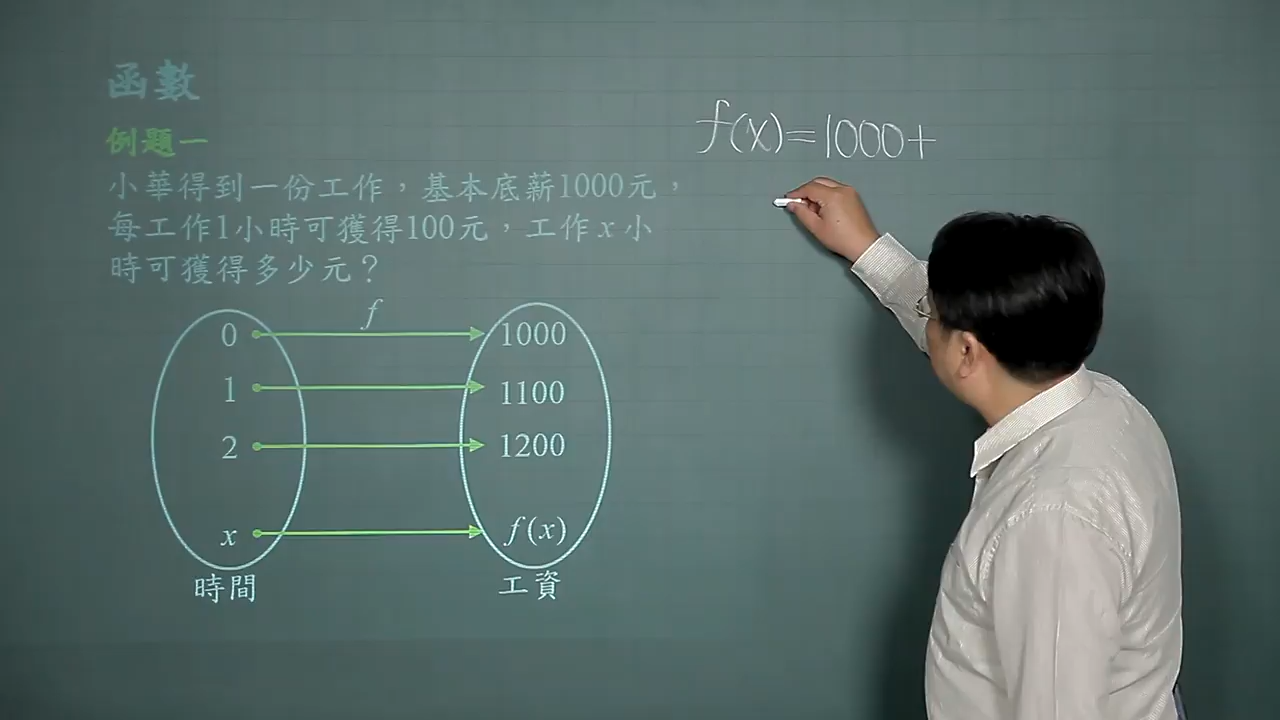 函數
例題一
小華得到一份工作，基本底薪1000元，
每工作1小時可獲得100元，工作x小
時可獲得多少元？
f
0
1000
1
1100
2
1200
x
f(x)
時間
工資
f(x)=1000+